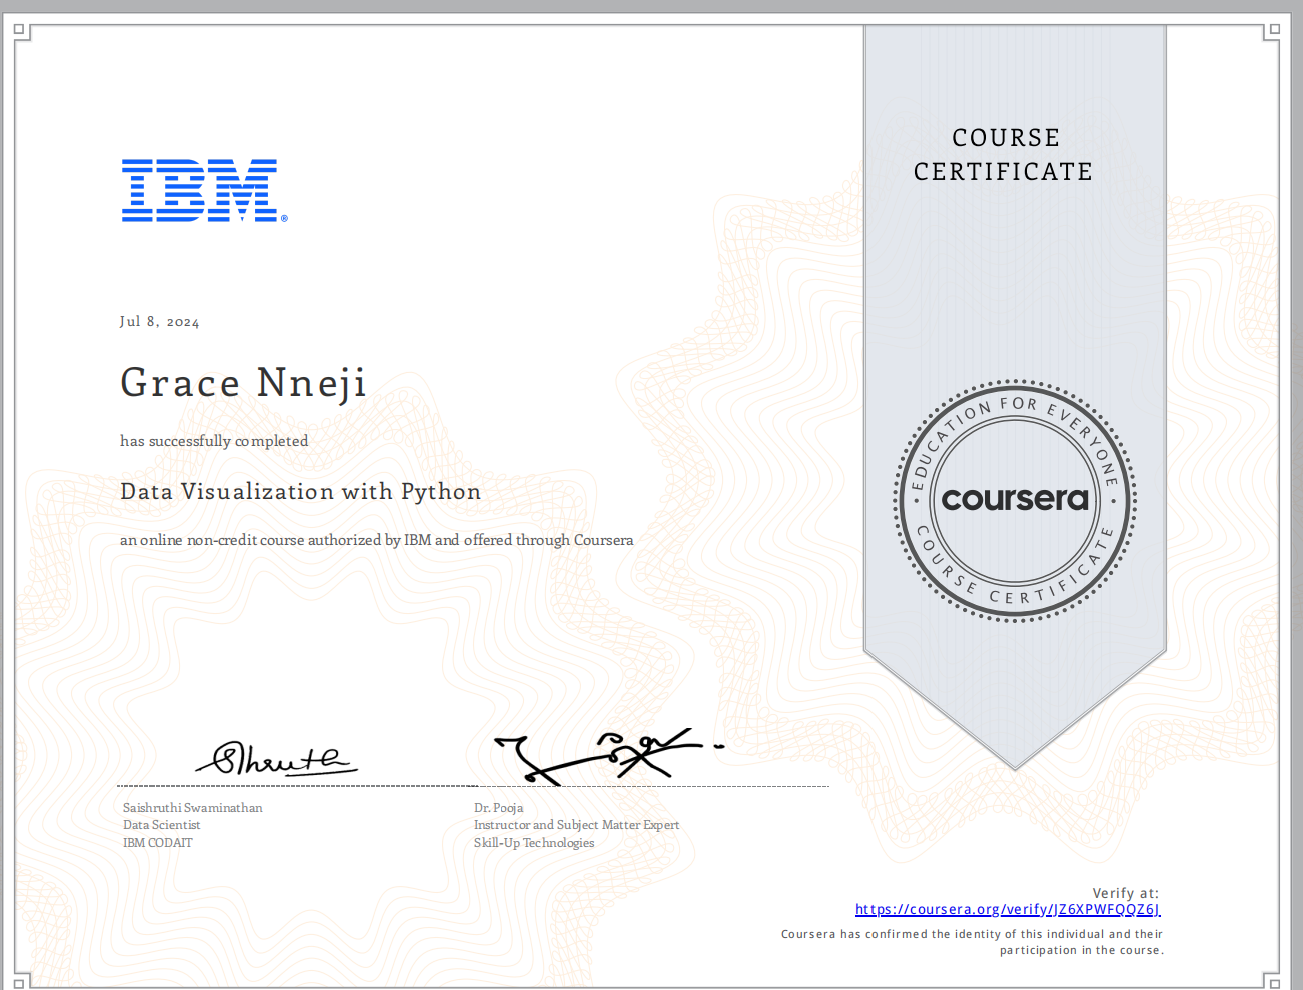 IBM®
COURSE
CERTIFICATE
Jul 8, 2024
Grace Nneji
has successfully completed
Data Visualization with Python
an online non-credit course authorized by IBM and offered through Coursera
EDUCATION FOR EVERYONE
coursera
COURSE CERTIFICATE
Saishruthi Swaminathan
Data Scientist
IBM CODAIT
Dr. Pooja
Instructor and Subject Matter Expert
Skill-Up Technologies
Verify at:
https://coursera.org/verify/JZ6XPWFQQZ6J
Coursera has confirmed the identity of this individual and their
participation in the course.